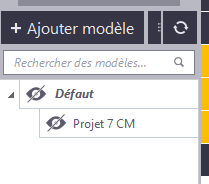 + Ajouter modèle
Rechercher des modèles...
Défaut
Projet 7 CM